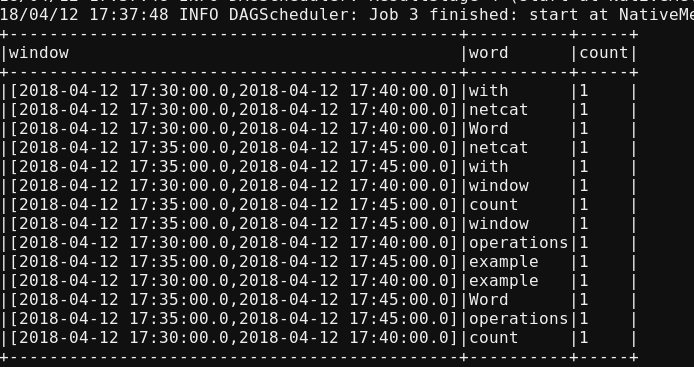 18/04/12 17:37:48 INFO DAGScheduler: Job 3 finished: start at NativeMe
+---------------------------------------------+----------+-----+
|window                                       |word      |count|
+---------------------------------------------+----------+-----+
|[2018-04-12 17:30:00.0,2018-04-12 17:40:00.0]|with      |1    |
|[2018-04-12 17:30:00.0,2018-04-12 17:40:00.0]|netcat    |1    |
|[2018-04-12 17:30:00.0,2018-04-12 17:40:00.0]|Word      |1    |
|[2018-04-12 17:35:00.0,2018-04-12 17:45:00.0]|netcat    |1    |
|[2018-04-12 17:35:00.0,2018-04-12 17:45:00.0]|with      |1    |
|[2018-04-12 17:30:00.0,2018-04-12 17:40:00.0]|window    |1    |
|[2018-04-12 17:35:00.0,2018-04-12 17:45:00.0]|count     |1    |
|[2018-04-12 17:35:00.0,2018-04-12 17:45:00.0]|window    |1    |
|[2018-04-12 17:30:00.0,2018-04-12 17:40:00.0]|operations|1    |
|[2018-04-12 17:35:00.0,2018-04-12 17:45:00.0]|example   |1    |
|[2018-04-12 17:30:00.0,2018-04-12 17:40:00.0]|example   |1    |
|[2018-04-12 17:35:00.0,2018-04-12 17:45:00.0]|Word      |1    |
|[2018-04-12 17:35:00.0,2018-04-12 17:45:00.0]|operations|1    |
|[2018-04-12 17:30:00.0,2018-04-12 17:40:00.0]|count     |1    |
+---------------------------------------------+----------+-----+